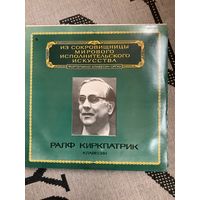 ИЗ СОКРОВИЩНИЦЫ
МИРОВОГО
ИСПОЛНИТЕЛЬСКОГО
ИСКУССТВА
РАЛФ КИРКПАТРИК
КЛАВЕСИН